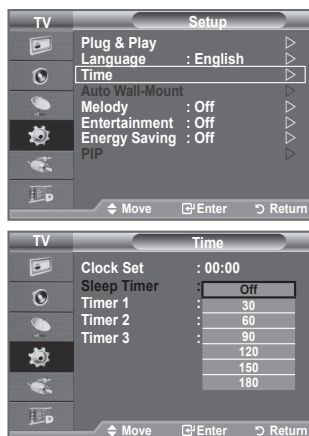 TV
Setup
Plug & Play
Language : English
Time
Auto Wall-Mount
Melody : Off
Entertainment : Off
Energy Saving : Off
PIP
Move Enter Return
TV
Time
Clock Set : 00:00
Sleep Timer : Off
Timer 1 : 30
Timer 2 : 60
Timer 3 : 90
120
150
180
Move Enter Return